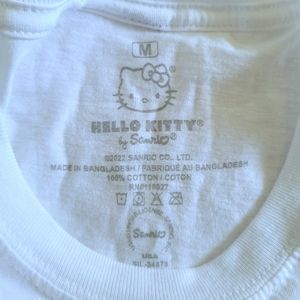 M
HELLO KITTY®
by Sanrio®
©2022 SANRIO CO., LTD.
MADE IN BANGLADESH / FABRIQUÉ AU BANGLADESH
100% COTTON / COTON
RN#116027
Sanrio
USA